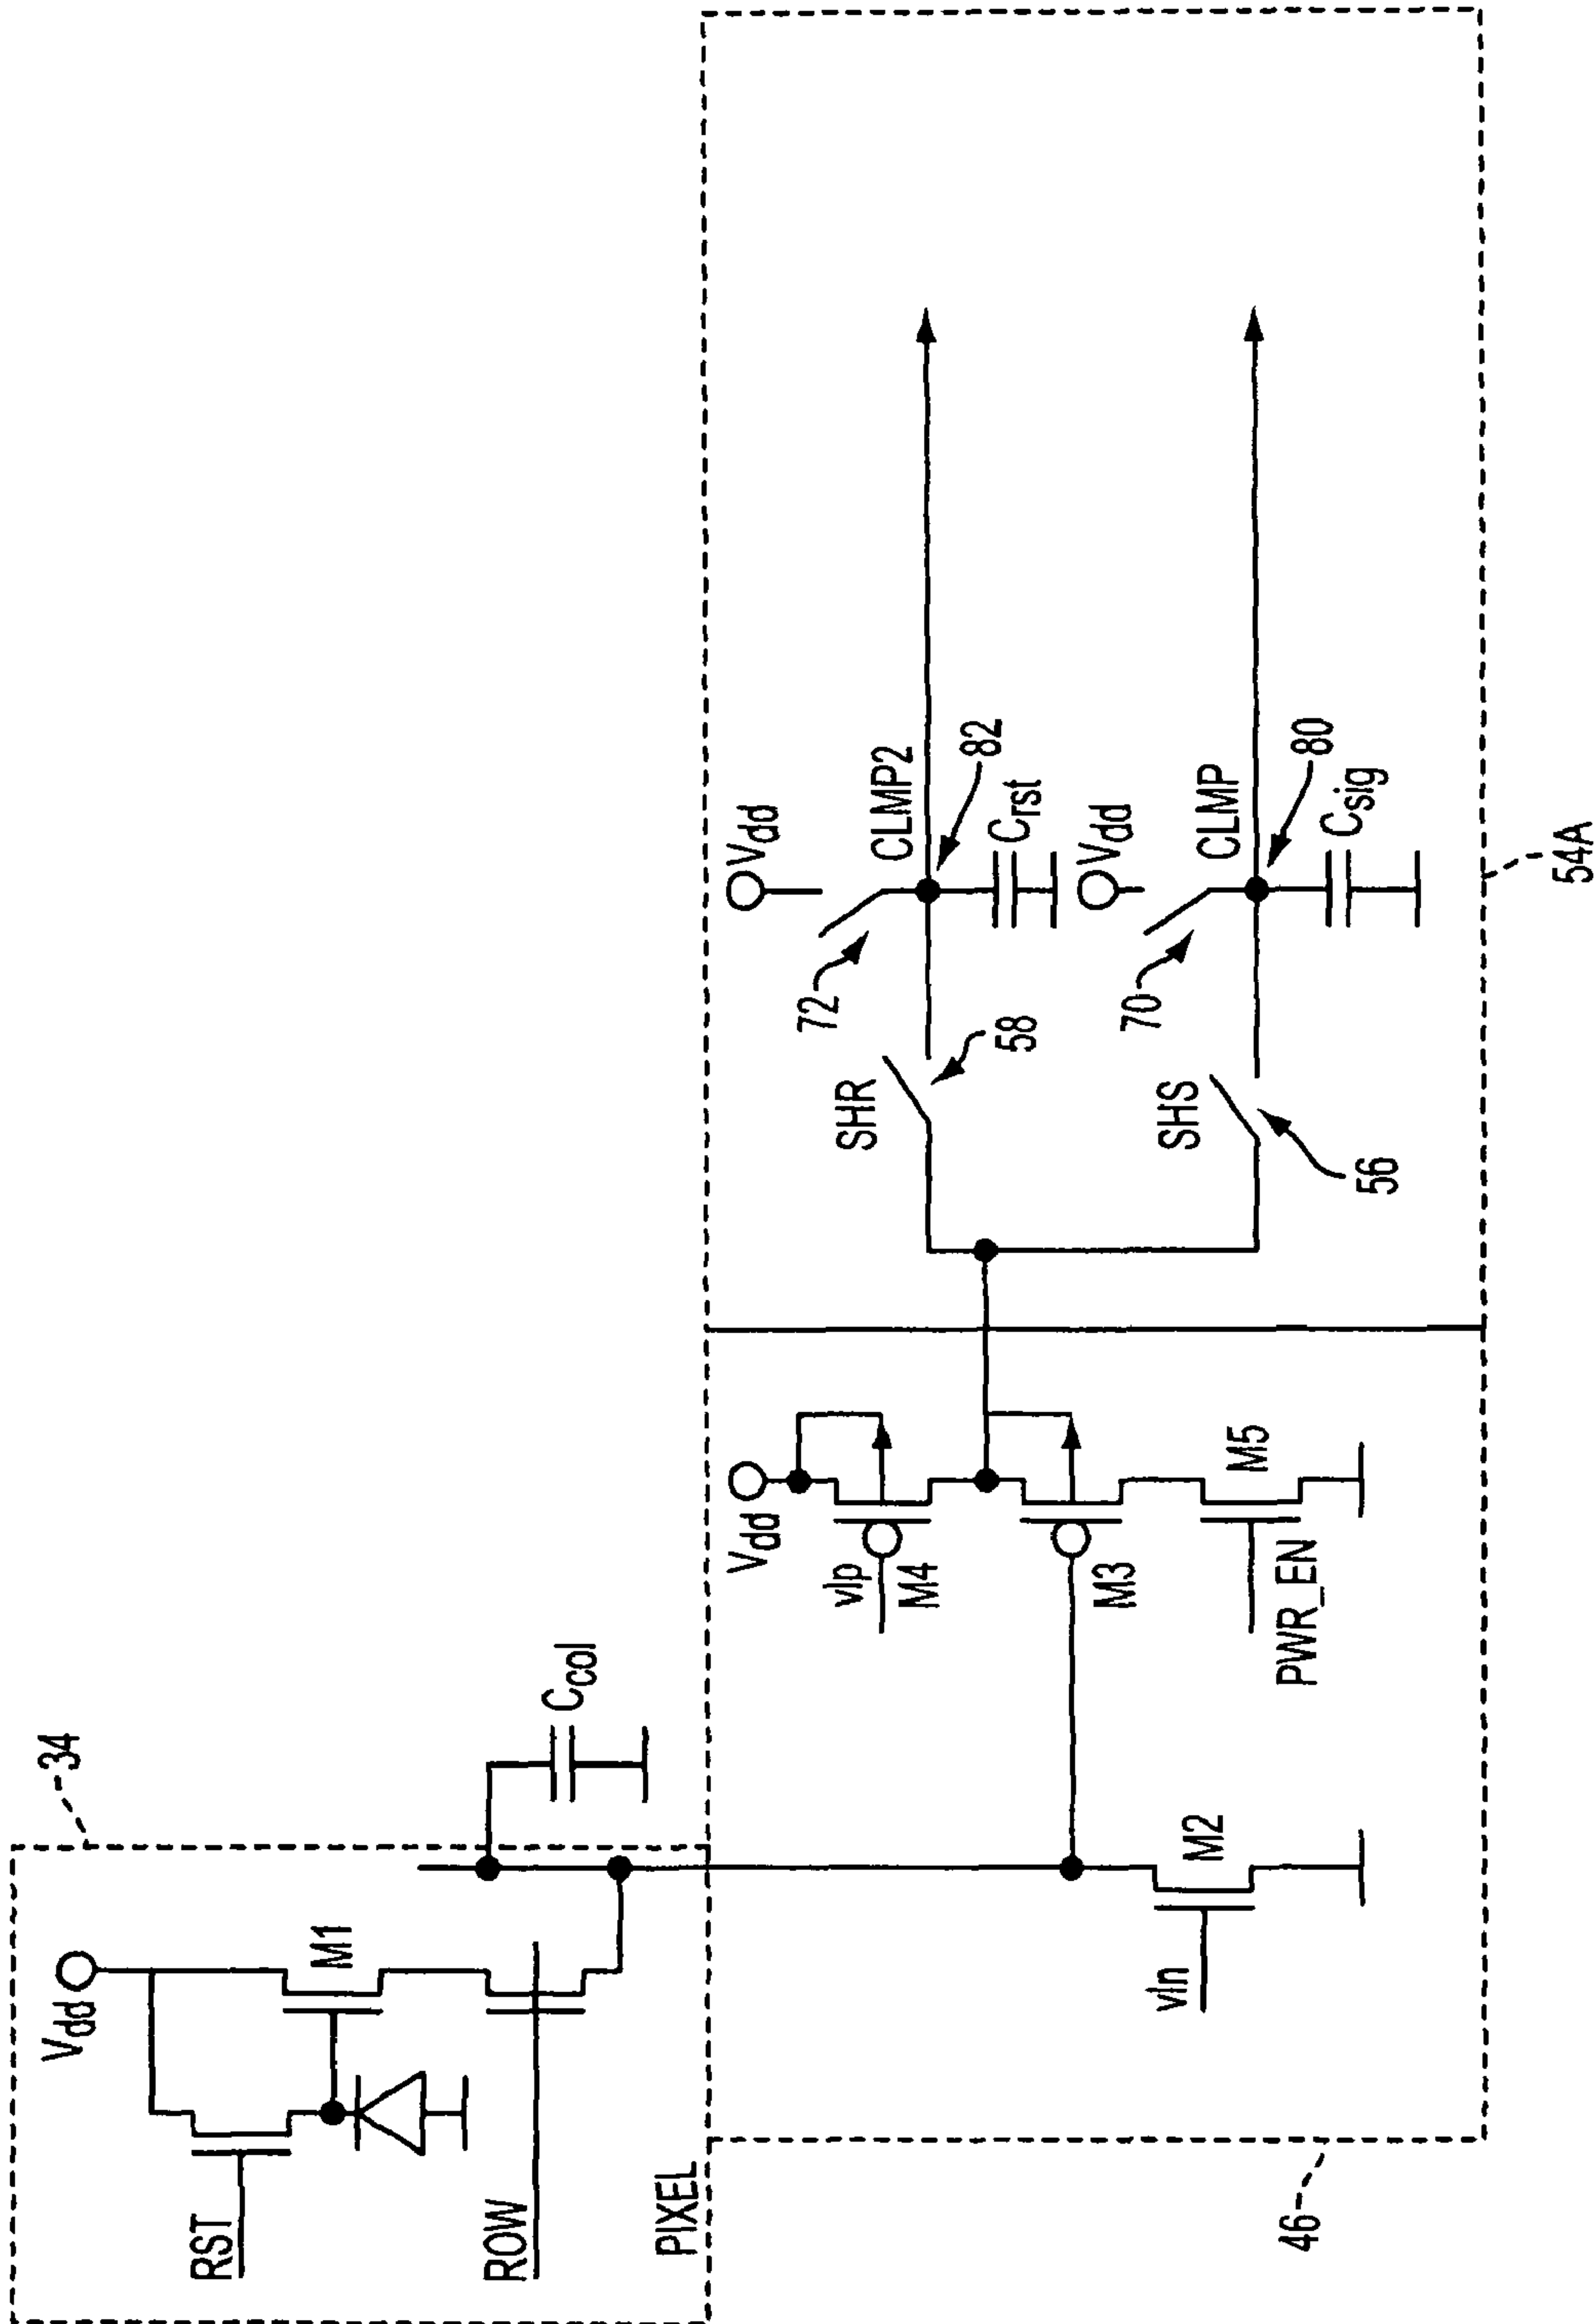 34
Vdd
M1
RST
ROW
PIXEL
Ccol
Vdd
vlp
M4
M3
M5
PWR_EN
vln
M2
46
Vdd
72
CLMP2
82
SHR
58
Crst
Vdd
70
CLMP
80
SHS
56
Csig
54A